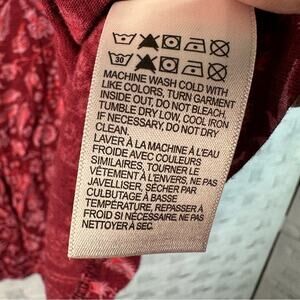 30
MACHINE WASH COLD WITH
LIKE COLORS, TURN GARMENT
INSIDE OUT, DO NOT BLEACH,
TUMBLE DRY LOW, COOL IRON
IF NECESSARY, DO NOT DRY
CLEAN.
LAVER À LA MACHINE À L'EAU
FROIDE AVEC COULEURS
SIMILAIRES, TOURNER LE
VÊTEMENT À L'ENVERS, NE PAS
JAVELLISER, SÉCHER PAR
CULBUTAGE À BASSE
TEMPÉRATURE, REPASSER À
FROID SI NÉCESSAIRE, NE PAS
NETTOYER À SEC.